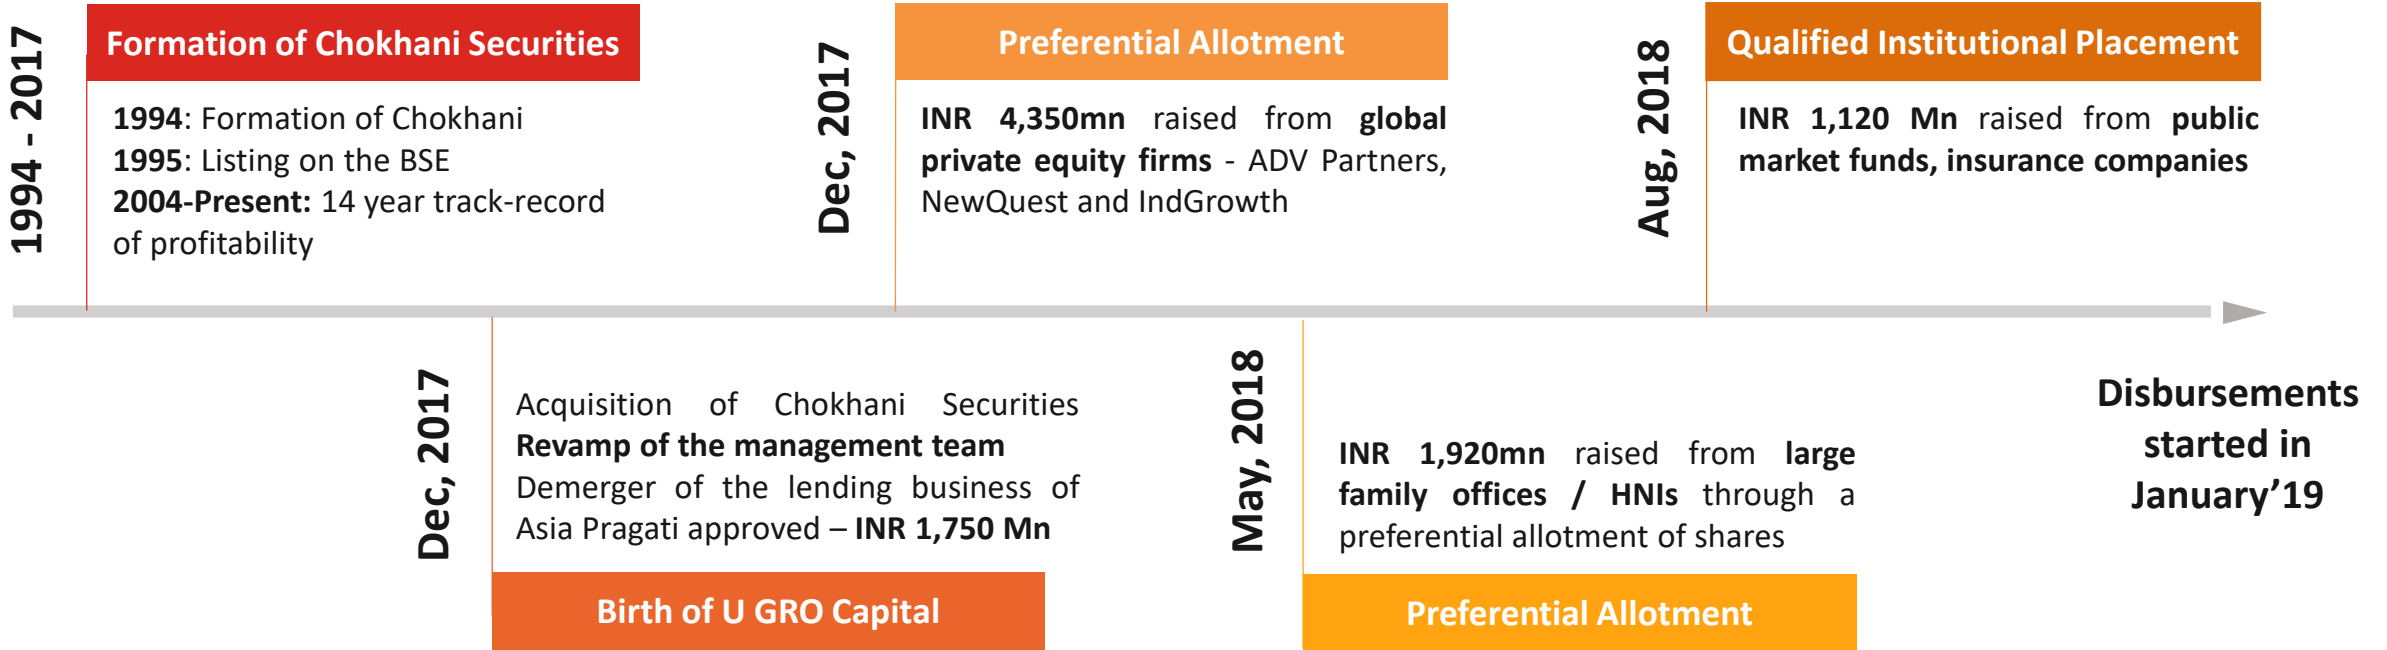 1994 - 2017
Formation of Chokhani Securities
1994: Formation of Chokhani
1995: Listing on the BSE
2004-Present: 14 year track-record
of profitability
Dec, 2017
Acquisition of Chokhani Securities
Revamp of the management team
Demerger of the lending business of
Asia Pragati approved – INR 1,750 Mn
Birth of U GRO Capital
Dec, 2017
Preferential Allotment
INR 4,350mn raised from global
private equity firms - ADV Partners,
NewQuest and IndGrowth
May, 2018
INR 1,920mn raised from large
family offices / HNIs through a
preferential allotment of shares
Preferential Allotment
Aug, 2018
Qualified Institutional Placement
INR 1,120 Mn raised from public
market funds, insurance companies
Disbursements
started in
January’19